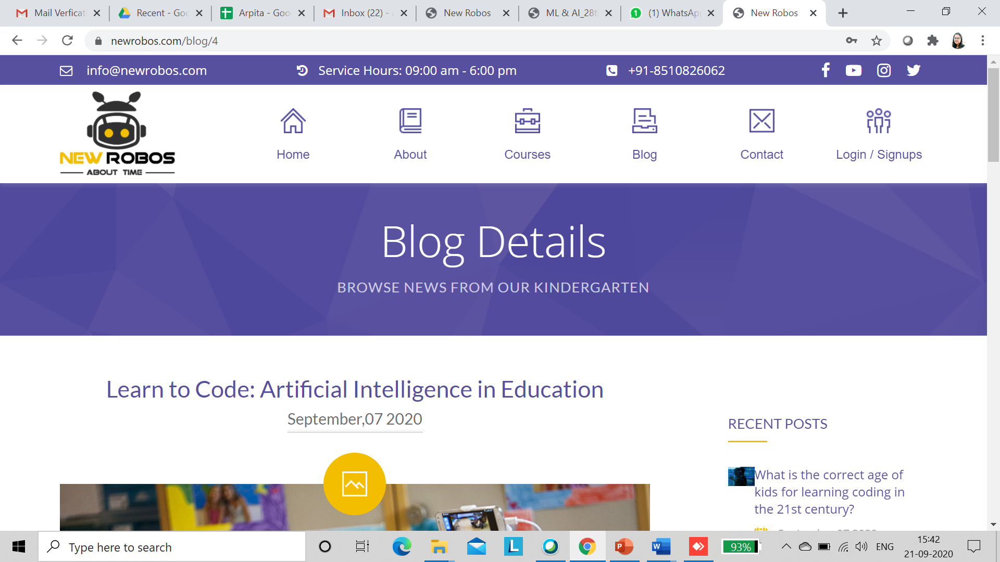 Mail Verficat
Recent - Goo
Arpita - Goo
Inbox (22) -
New Robos
ML & AI_28t
(1) WhatsAp
New Robos
newrobos.com/blog/4
info@newrobos.com
Service Hours: 09:00 am - 6:00 pm
+91-8510826062
NEW ROBOS
ABOUT TIME
Home
About
Courses
Blog
Contact
Login / Signups
Blog Details
BROWSE NEWS FROM OUR KINDERGARTEN
Learn to Code: Artificial Intelligence in Education
September,07 2020
RECENT POSTS
What is the correct age of
kids for learning coding in
the 21st century?
Type here to search
93%
ENG
15:42
21-09-2020